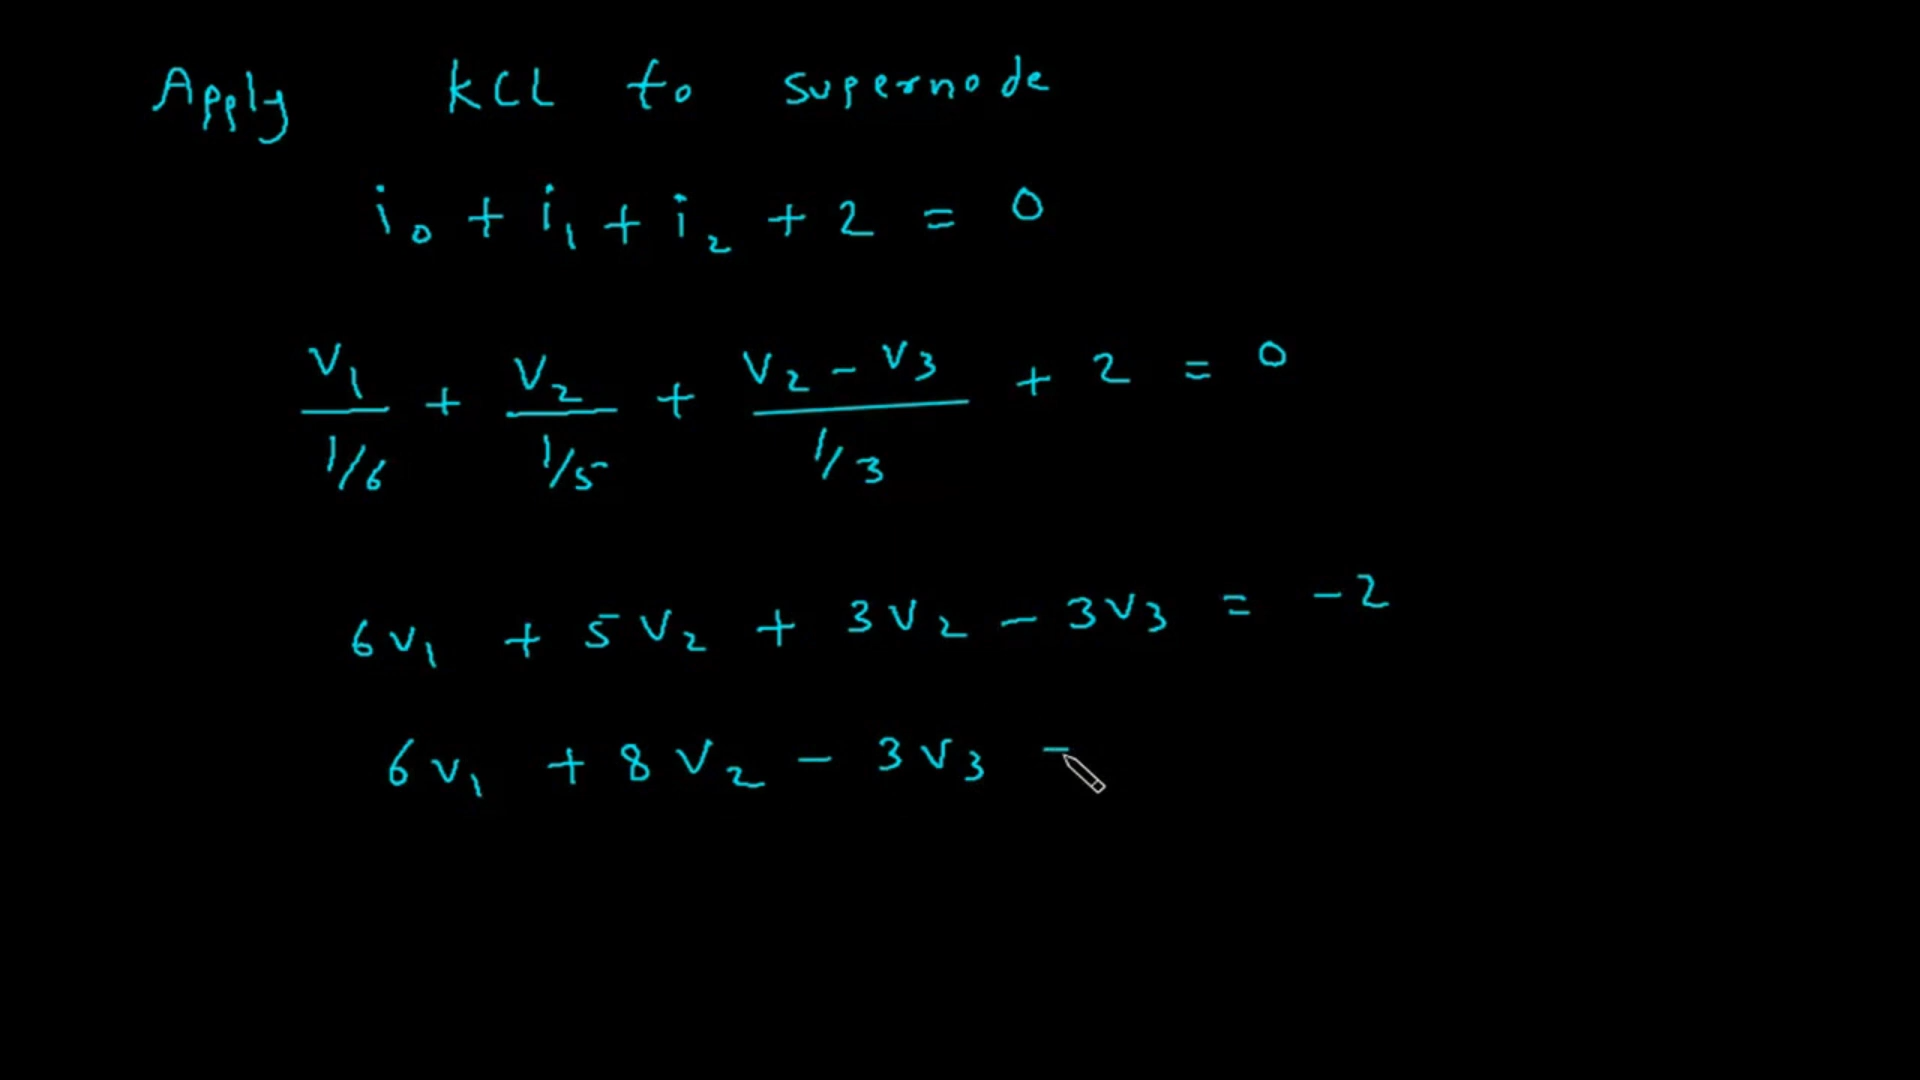 Apply KCL to supernode
i₀ + i₁ + i₂ + 2 = 0
V₁/(1/6) + V₂/(1/5) + (V₂ - V₃)/(1/3) + 2 = 0
6V₁ + 5V₂ + 3V₂ - 3V₃ = -2
6V₁ + 8V₂ - 3V₃ -